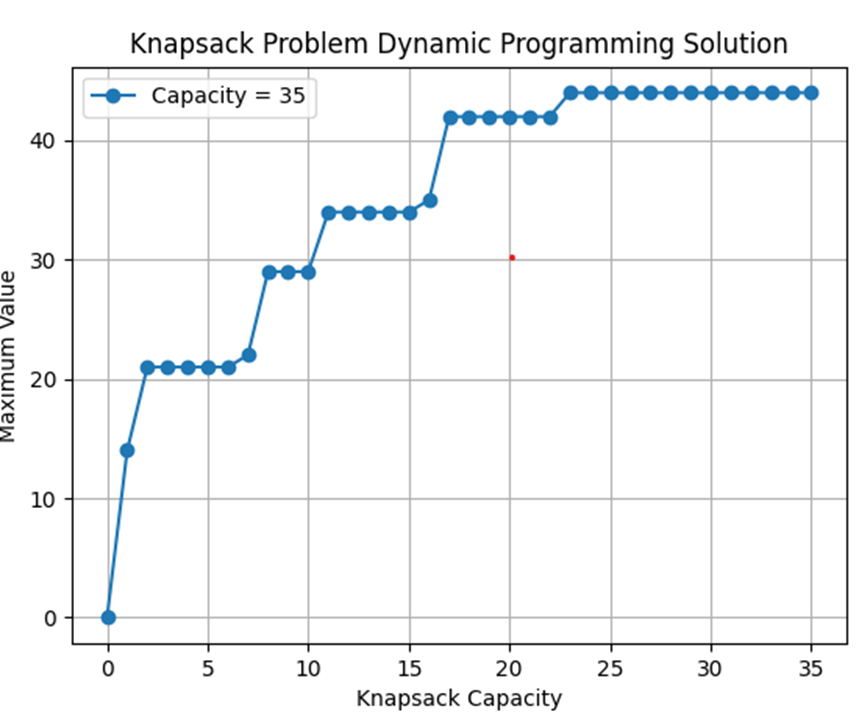 Knapsack Problem Dynamic Programming Solution
Capacity = 35
Maximum Value
40
30
20
10
0
0 5 10 15 20 25 30 35
Knapsack Capacity